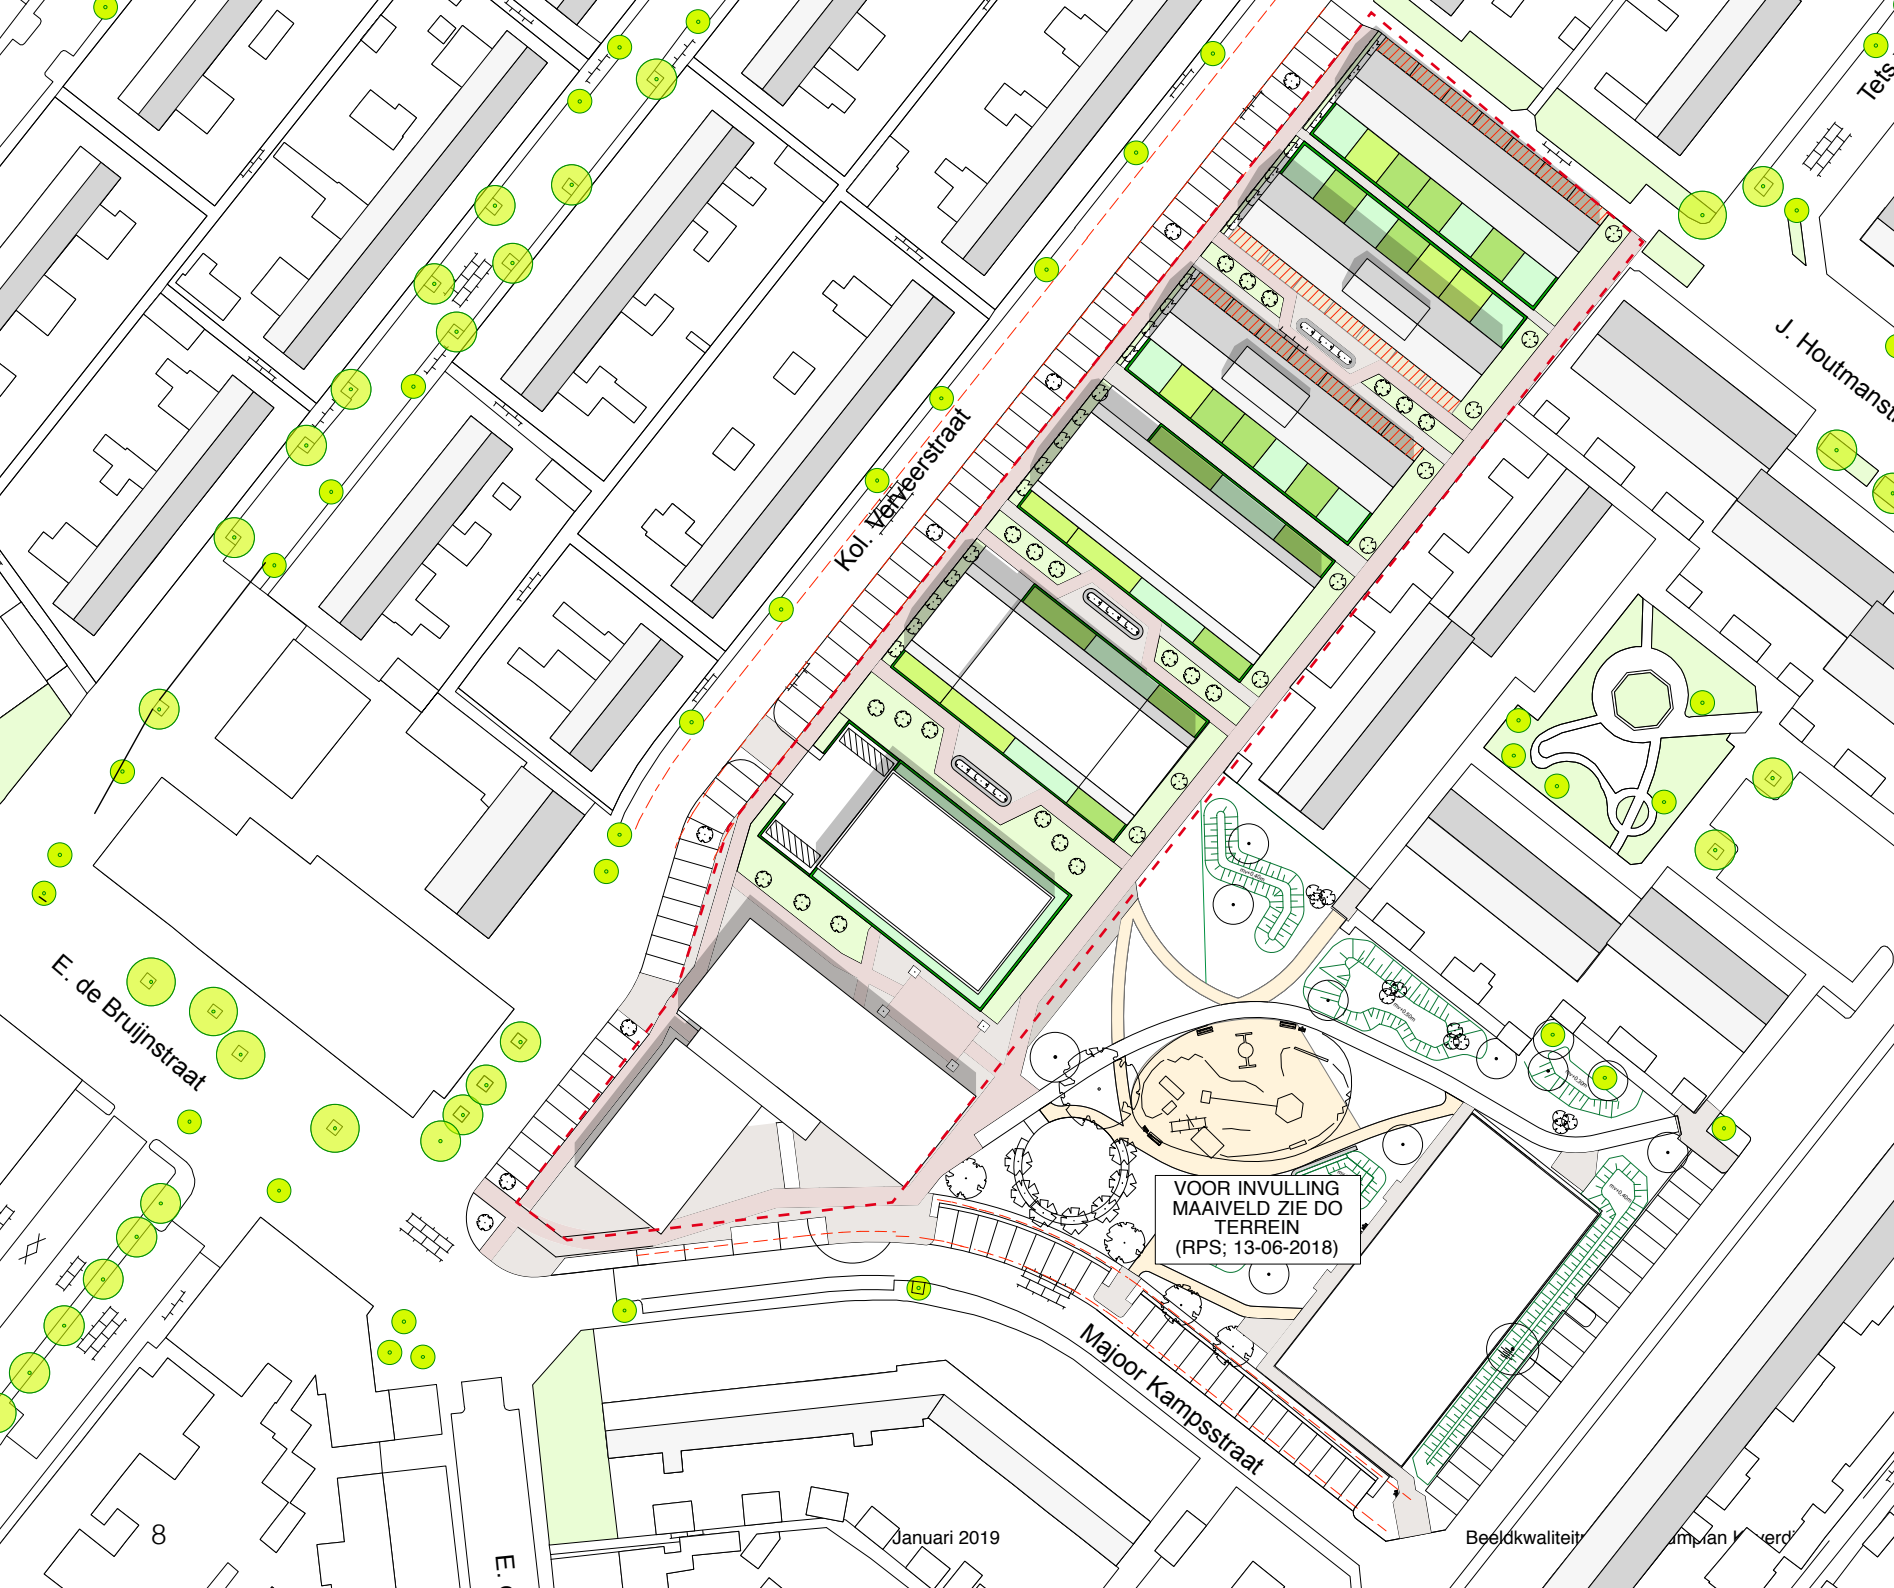 Tets
J. Houtmanst
Kol. Verveerstraat
E. de Bruijnstraat
VOOR INVULLING
MAAIVELD ZIE DO
TERREIN
(RPS; 13-06-2018)
Majoor Kampsstraat
8
Januari 2019
E.